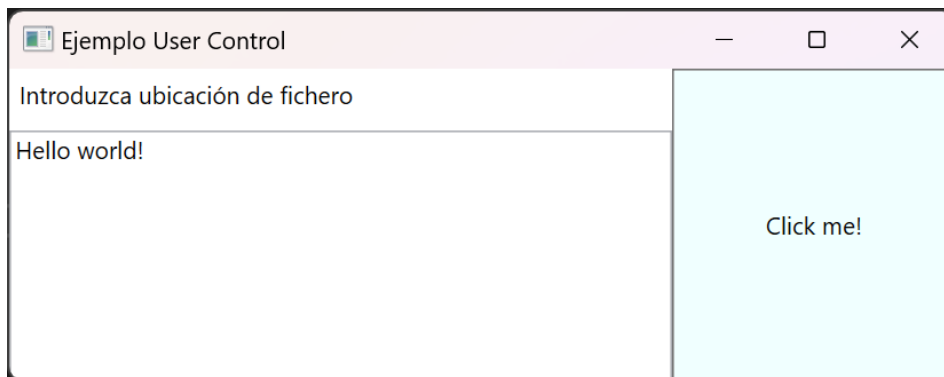 Ejemplo User Control
Introduzca ubicación de fichero
Hello world!
Click me!